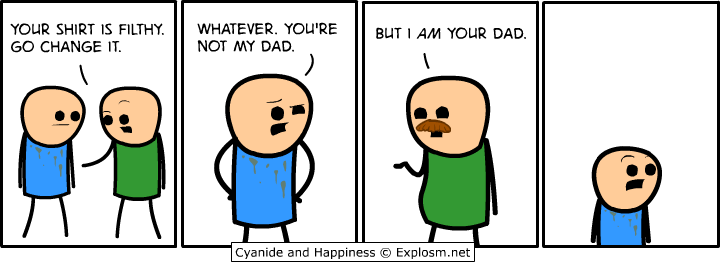 YOUR SHIRT IS FILTHY.
GO CHANGE IT.
WHATEVER. YOU'RE
NOT MY DAD.
BUT I AM YOUR DAD.
Cyanide and Happiness © Explosm.net